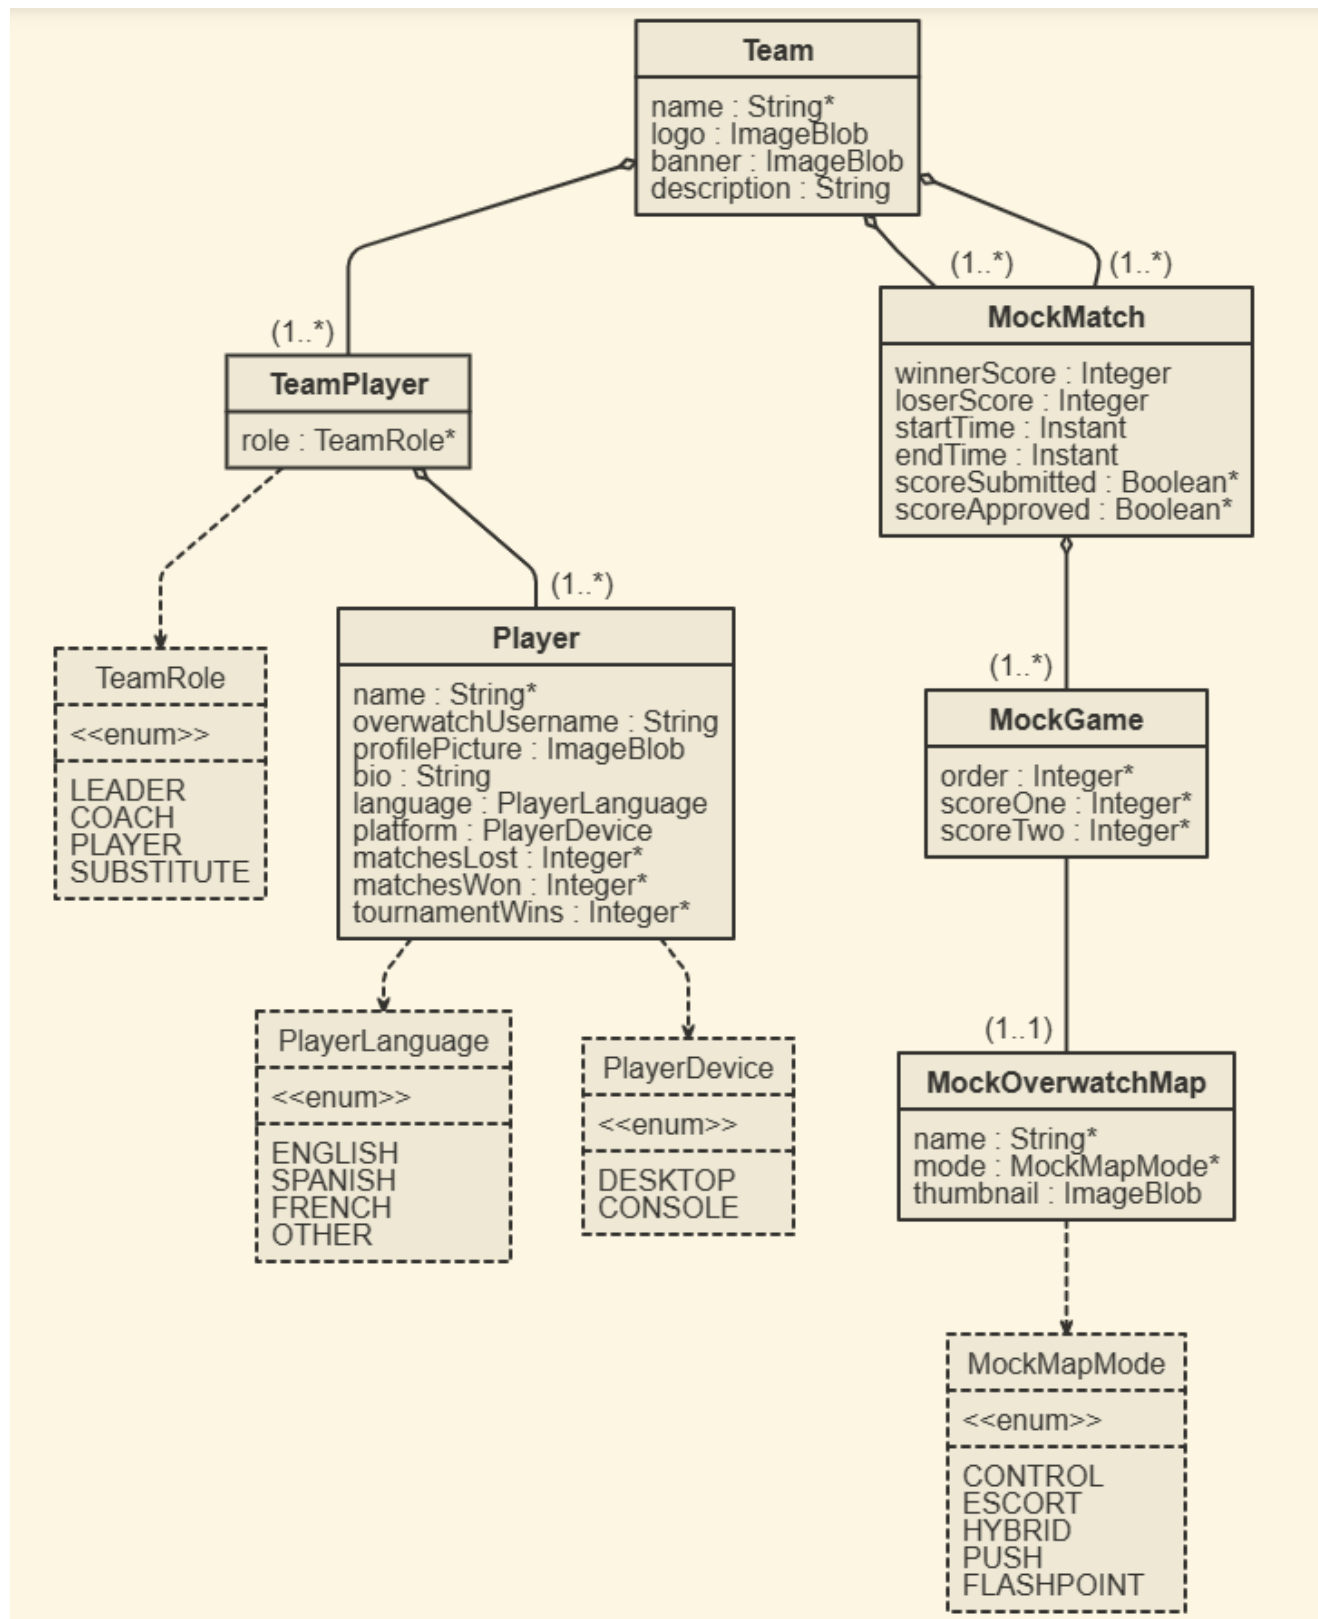 Team
name : String*
logo : ImageBlob
banner : ImageBlob
description : String
(1..*)
(1..*)
(1..*)
MockMatch
winnerScore : Integer
loserScore : Integer
startTime : Instant
endTime : Instant
scoreSubmitted : Boolean*
scoreApproved : Boolean*
TeamPlayer
role : TeamRole*
(1..*)
Player
name : String*
overwatchUsername : String
profilePicture : ImageBlob
bio : String
language : PlayerLanguage
platform : PlayerDevice
matchesLost : Integer*
matchesWon : Integer*
tournamentWins : Integer*
TeamRole
<<enum>>
LEADER
COACH
PLAYER
SUBSTITUTE
(1..*)
MockGame
order : Integer*
scoreOne : Integer*
scoreTwo : Integer*
PlayerLanguage
<<enum>>
ENGLISH
SPANISH
FRENCH
OTHER
PlayerDevice
<<enum>>
DESKTOP
CONSOLE
(1..1)
MockOverwatchMap
name : String*
mode : MockMapMode*
thumbnail : ImageBlob
MockMapMode
<<enum>>
CONTROL
ESCORT
HYBRID
PUSH
FLASHPOINT